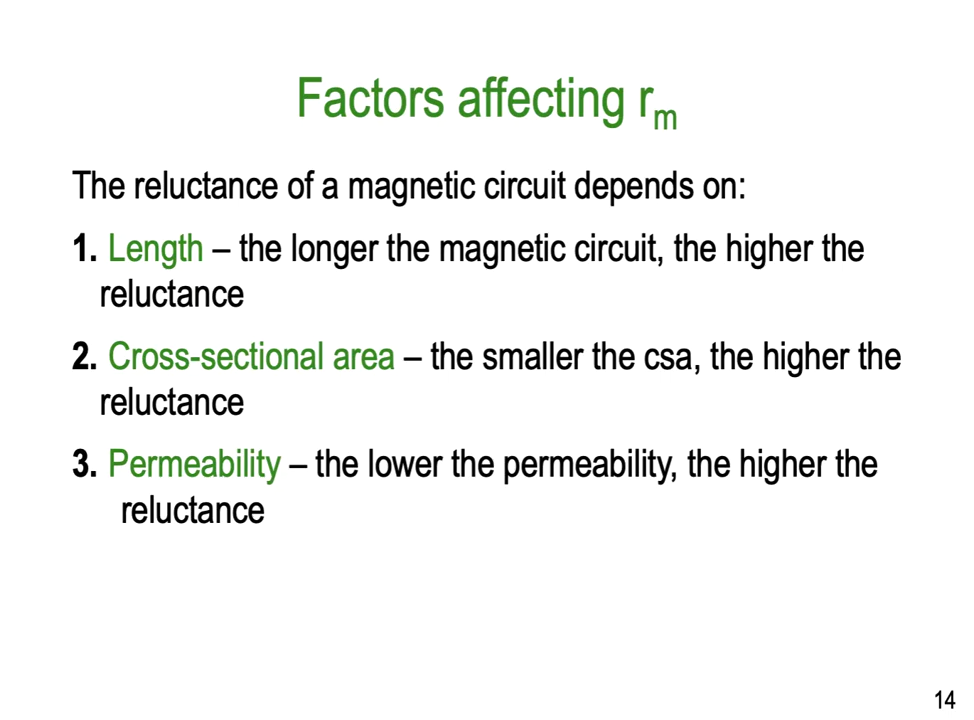 Factors affecting rm
The reluctance of a magnetic circuit depends on:
1. Length – the longer the magnetic circuit, the higher the
reluctance
2. Cross-sectional area – the smaller the csa, the higher the
reluctance
3. Permeability – the lower the permeability, the higher the
reluctance
14